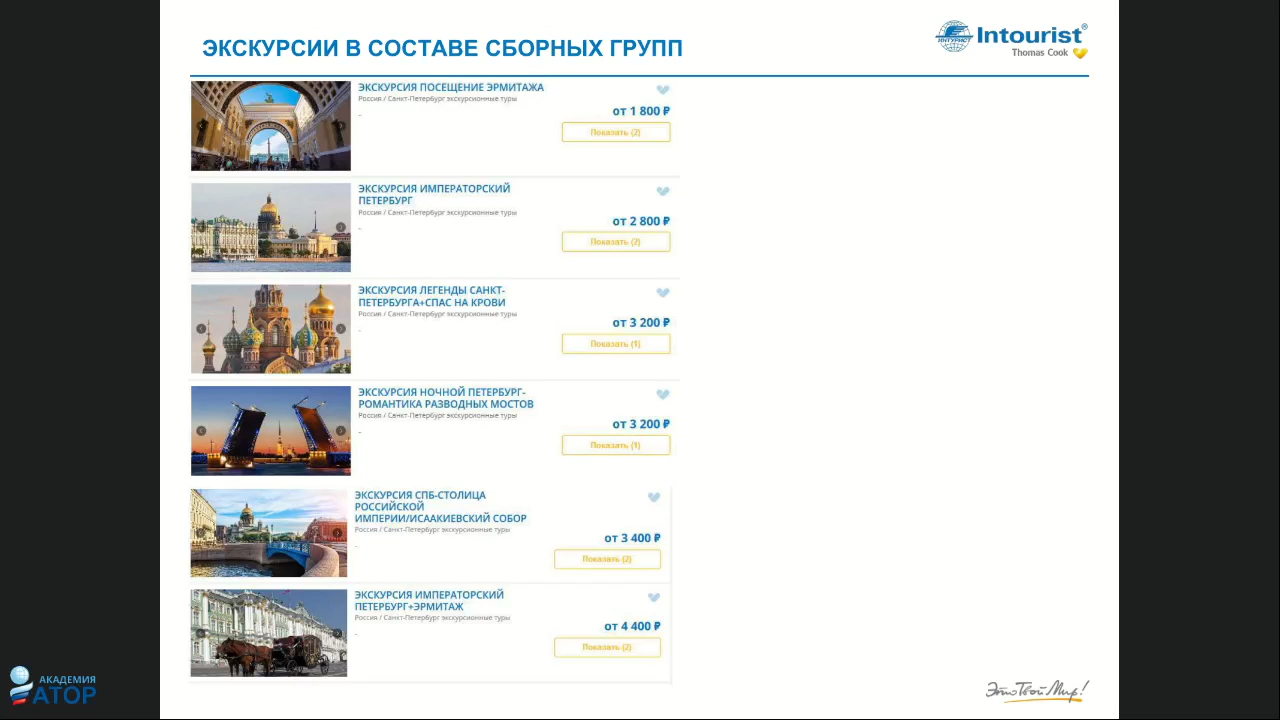 ЭКСКУРСИИ В СОСТАВЕ СБОРНЫХ ГРУПП
ИНТУРИСТ
Intourist®
Thomas Cook
ЭКСКУРСИЯ ПОСЕЩЕНИЕ ЭРМИТАЖА
Россия / Санкт-Петербург экскурсионные туры
-
от 1 800 ₽
Показать (2)
ЭКСКУРСИЯ ИМПЕРАТОРСКИЙ
ПЕТЕРБУРГ
Россия / Санкт-Петербург экскурсионные туры
-
от 2 800 ₽
Показать (2)
ЭКСКУРСИЯ ЛЕГЕНДЫ САНКТ-
ПЕТЕРБУРГА+СПАС НА КРОВИ
Россия / Санкт-Петербург экскурсионные туры
-
от 3 200 ₽
Показать (1)
ЭКСКУРСИЯ НОЧНОЙ ПЕТЕРБУРГ-
РОМАНТИКА РАЗВОДНЫХ МОСТОВ
Россия / Санкт-Петербург экскурсионные туры
-
от 3 200 ₽
Показать (1)
ЭКСКУРСИЯ СПБ-СТОЛИЦА
РОССИЙСКОЙ
ИМПЕРИИ/ИСААКИЕВСКИЙ СОБОР
Россия / Санкт-Петербург экскурсионные туры
-
от 3 400 ₽
Показать (2)
ЭКСКУРСИЯ ИМПЕРАТОРСКИЙ
ПЕТЕРБУРГ+ЭРМИТАЖ
Россия / Санкт-Петербург экскурсионные туры
-
от 4 400 ₽
Показать (2)
АКАДЕМИЯ
АТОР
Это Твой Мир!